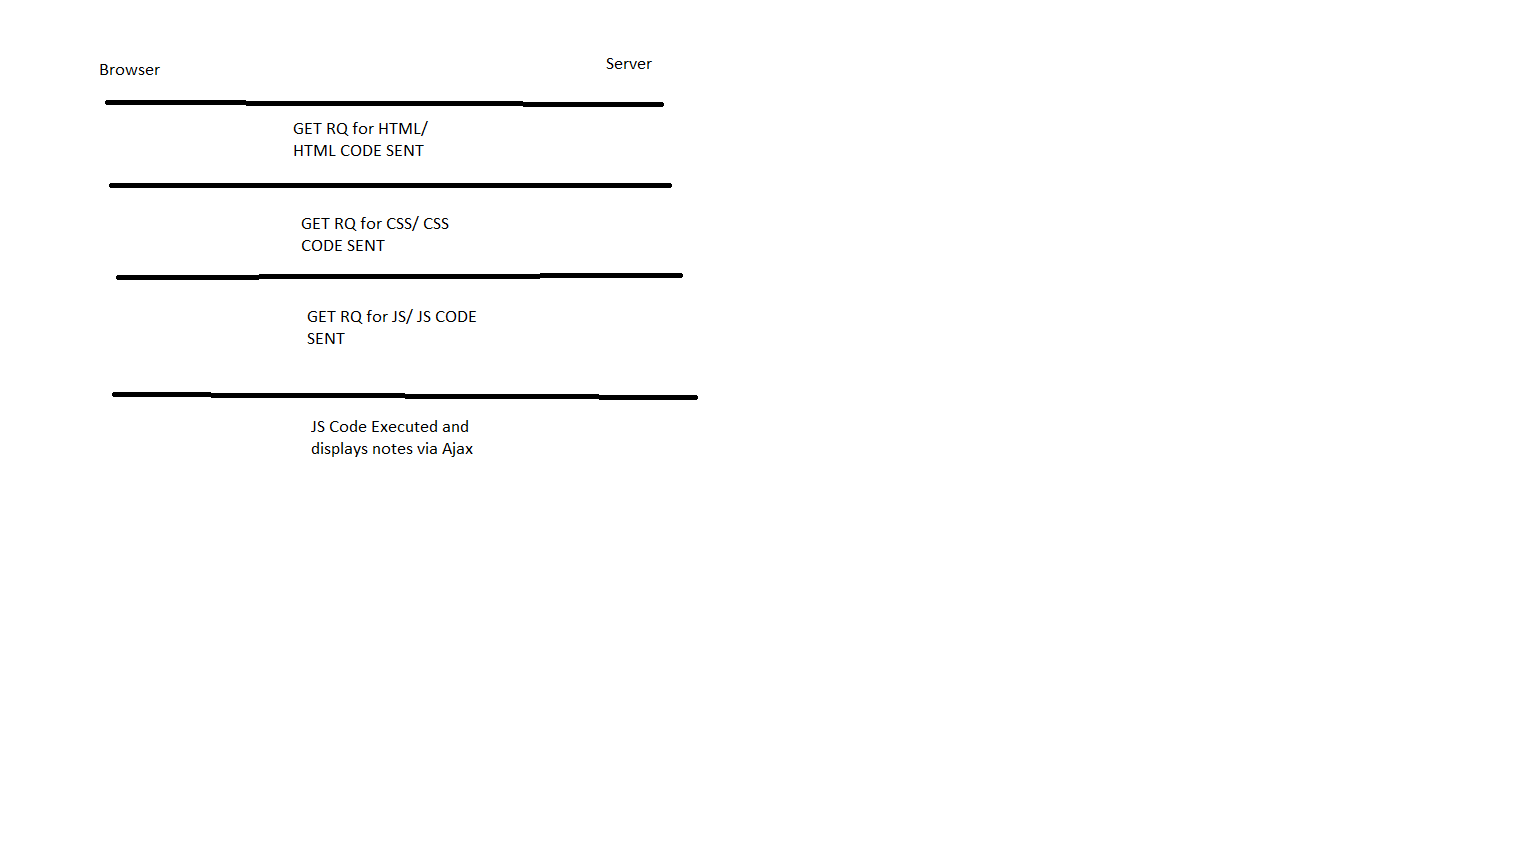 Browser
Server
GET RQ for HTML/
HTML CODE SENT
GET RQ for CSS/ CSS
CODE SENT
GET RQ for JS/ JS CODE
SENT
JS Code Executed and
displays notes via Ajax